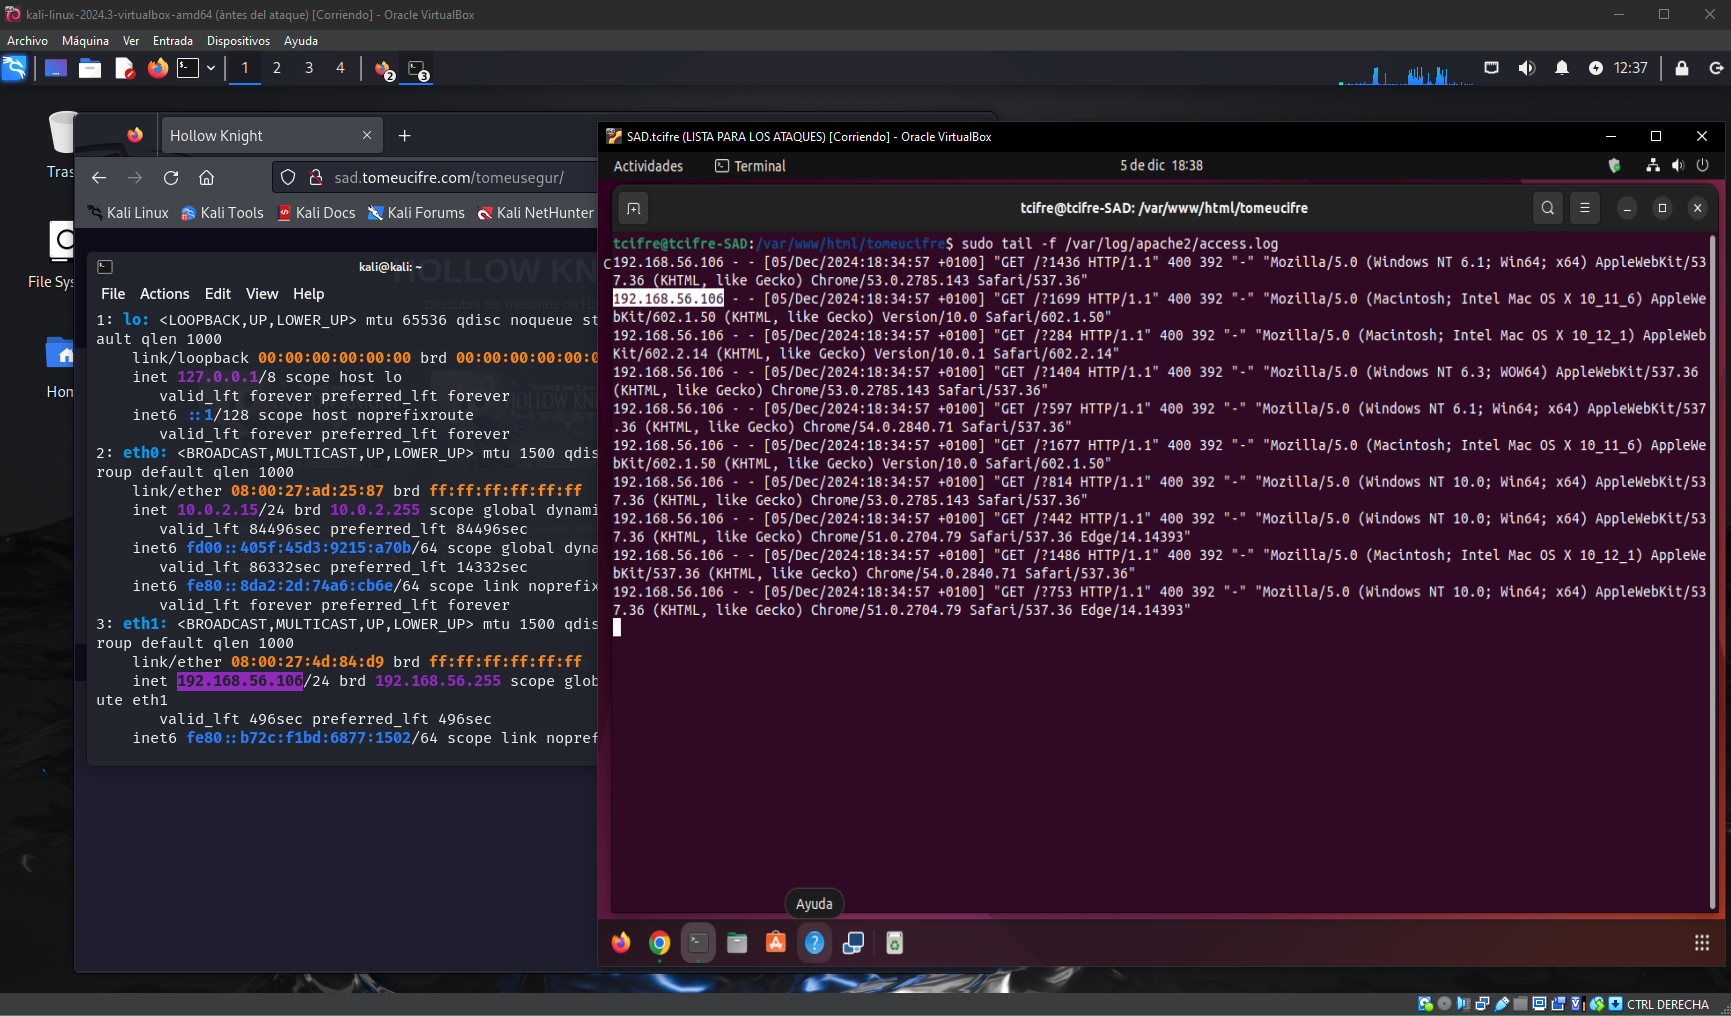 kali-linux-2024.3-virtualbox-amd64 (àntes del ataque) [Corriendo] - Oracle VirtualBox
Archivo Máquina Ver Entrada Dispositivos Ayuda
1 2 3 4 2 3 12:37
Hollow Knight
sad.tomeucifre.com/tomeusegur/
Kali Linux Kali Tools Kali Docs Kali Forums Kali NetHunter
Tras
File Sys
Hom
HOLLOW KN
kali@kali: ~
File Actions Edit View Help
1: lo: <LOOPBACK,UP,LOWER_UP> mtu 65536 qdisc noqueue st
ault qlen 1000
link/loopback 00:00:00:00:00:00 brd 00:00:00:00:00:0
inet 127.0.0.1/8 scope host lo
valid_lft forever preferred_lft forever
inet6 ::1/128 scope host noprefixroute
valid_lft forever preferred_lft forever
2: eth0: <BROADCAST,MULTICAST,UP,LOWER_UP> mtu 1500 qdis
roup default qlen 1000
link/ether 08:00:27:ad:25:87 brd ff:ff:ff:ff:ff:ff
inet 10.0.2.15/24 brd 10.0.2.255 scope global dynami
valid_lft 84496sec preferred_lft 84496sec
inet6 fd00::405f:45d3:9215:a70b/64 scope global dyna
valid_lft 86332sec preferred_lft 14332sec
inet6 fe80::8da2:2d:74a6:cb6e/64 scope link noprefix
valid_lft forever preferred_lft forever
3: eth1: <BROADCAST,MULTICAST,UP,LOWER_UP> mtu 1500 qdis
roup default qlen 1000
link/ether 08:00:27:4d:84:d9 brd ff:ff:ff:ff:ff:ff
inet 192.168.56.106/24 brd 192.168.56.255 scope glob
ute eth1
valid_lft 496sec preferred_lft 496sec
inet6 fe80::b72c:f1bd:6877:1502/64 scope link nopref
SAD.tcifre (LISTA PARA LOS ATAQUES) [Corriendo] - Oracle VirtualBox
Actividades Terminal 5 de dic 18:38
tcifre@tcifre-SAD: /var/www/html/tomeucifre
tcifre@tcifre-SAD:/var/www/html/tomeucifre$ sudo tail -f /var/log/apache2/access.log
192.168.56.106 - - [05/Dec/2024:18:34:57 +0100] "GET /?1436 HTTP/1.1" 400 392 "-" "Mozilla/5.0 (Windows NT 6.1; Win64; x64) AppleWebKit/53
7.36 (KHTML, like Gecko) Chrome/53.0.2785.143 Safari/537.36"
192.168.56.106 - - [05/Dec/2024:18:34:57 +0100] "GET /?1699 HTTP/1.1" 400 392 "-" "Mozilla/5.0 (Macintosh; Intel Mac OS X 10_11_6) AppleWe
bKit/602.1.50 (KHTML, like Gecko) Version/10.0 Safari/602.1.50"
192.168.56.106 - - [05/Dec/2024:18:34:57 +0100] "GET /?284 HTTP/1.1" 400 392 "-" "Mozilla/5.0 (Macintosh; Intel Mac OS X 10_12_1) AppleWeb
Kit/602.2.14 (KHTML, like Gecko) Version/10.0.1 Safari/602.2.14"
192.168.56.106 - - [05/Dec/2024:18:34:57 +0100] "GET /?1404 HTTP/1.1" 400 392 "-" "Mozilla/5.0 (Windows NT 6.3; WOW64) AppleWebKit/537.36
(KHTML, like Gecko) Chrome/53.0.2785.143 Safari/537.36"
192.168.56.106 - - [05/Dec/2024:18:34:57 +0100] "GET /?597 HTTP/1.1" 400 392 "-" "Mozilla/5.0 (Windows NT 6.1; Win64; x64) AppleWebKit/537
.36 (KHTML, like Gecko) Chrome/54.0.2840.71 Safari/537.36"
192.168.56.106 - - [05/Dec/2024:18:34:57 +0100] "GET /?1677 HTTP/1.1" 400 392 "-" "Mozilla/5.0 (Macintosh; Intel Mac OS X 10_11_6) AppleWe
bKit/602.1.50 (KHTML, like Gecko) Version/10.0 Safari/602.1.50"
192.168.56.106 - - [05/Dec/2024:18:34:57 +0100] "GET /?814 HTTP/1.1" 400 392 "-" "Mozilla/5.0 (Windows NT 10.0; Win64; x64) AppleWebKit/53
7.36 (KHTML, like Gecko) Chrome/53.0.2785.143 Safari/537.36"
192.168.56.106 - - [05/Dec/2024:18:34:57 +0100] "GET /?442 HTTP/1.1" 400 392 "-" "Mozilla/5.0 (Windows NT 10.0; Win64; x64) AppleWebKit/53
7.36 (KHTML, like Gecko) Chrome/51.0.2704.79 Safari/537.36 Edge/14.14393"
192.168.56.106 - - [05/Dec/2024:18:34:57 +0100] "GET /?1486 HTTP/1.1" 400 392 "-" "Mozilla/5.0 (Macintosh; Intel Mac OS X 10_12_1) AppleWe
bKit/537.36 (KHTML, like Gecko) Chrome/54.0.2840.71 Safari/537.36"
192.168.56.106 - - [05/Dec/2024:18:34:57 +0100] "GET /?753 HTTP/1.1" 400 392 "-" "Mozilla/5.0 (Windows NT 10.0; Win64; x64) AppleWebKit/53
7.36 (KHTML, like Gecko) Chrome/51.0.2704.79 Safari/537.36 Edge/14.14393"
Ayuda
CTRL DERECHA